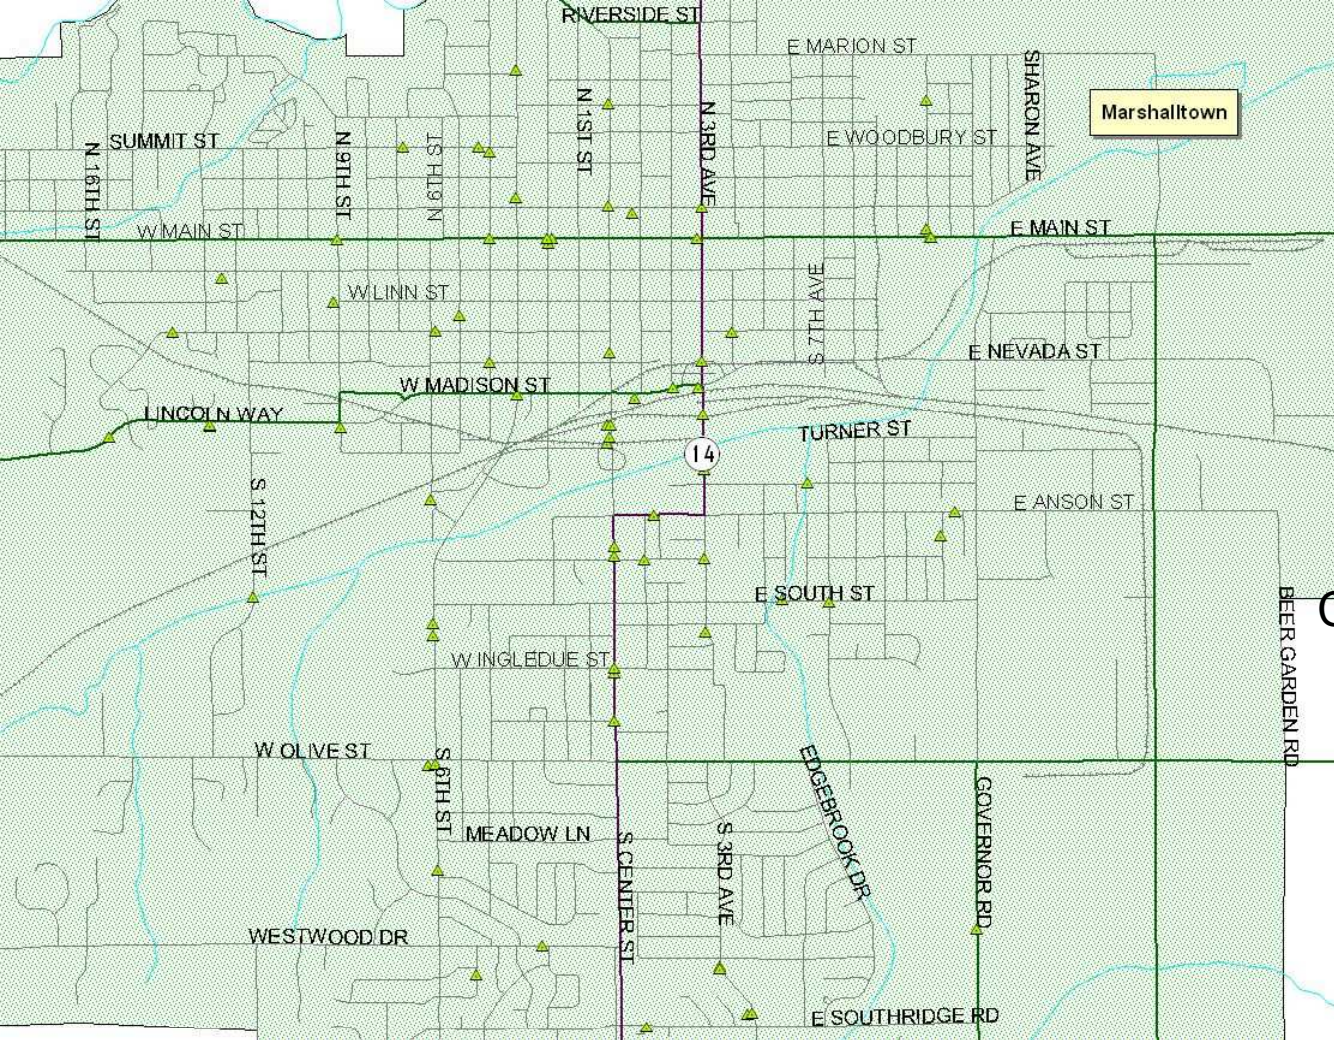 RIVERSIDE ST
E MARION ST
SHARON AVE
N 1ST ST
N 3RD AVE
Marshalltown
SUMMIT ST
N 16TH ST
N 9TH ST
N 6TH ST
E WOODBURY ST
W MAIN ST
E MAIN ST
W LINN ST
S 7TH AVE
E NEVADA ST
W MADISON ST
LINCOLN WAY
TURNER ST
14
S 12TH ST
E ANSON ST
E SOUTH ST
BEER GARDEN RD
W INGLEDUE ST
W OLIVE ST
S 6TH ST
EDGEBROOK DR
GOVERNOR RD
MEADOW LN
S CENTER ST
S 3RD AVE
WESTWOOD DR
E SOUTHRIDGE RD